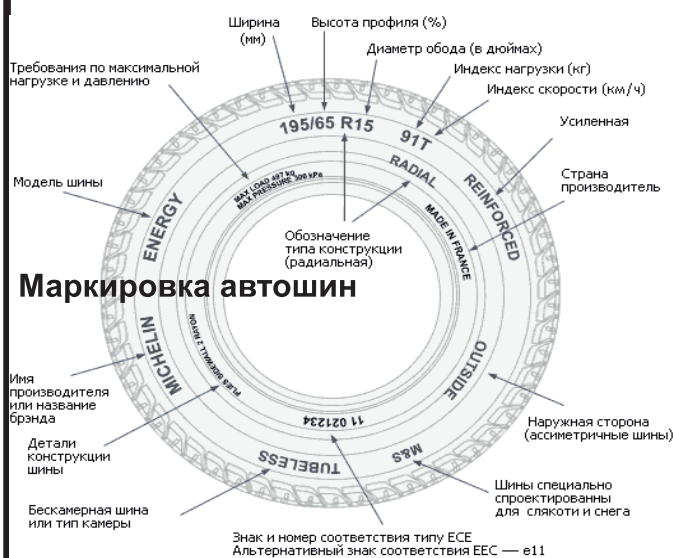 Ширина
(мм)
Высота профиля (%)
Диаметр обода (в дюймах)
Индекс нагрузки (кг)
Индекс скорости (км/ч)
Требования по максимальной
нагрузке и давлению
195/65 R15
91T
Усиленная
RADIAL
REINFORCED
Страна
производитель
MAX LOAD 497 kg
MAX PRESSURE 300 kPa
Модель шины
ENERGY
MADE IN FRANCE
Обозначение
типа конструкции
(радиальная)
Маркировка автошин
MICHELIN
PLIES SIDEWALL 2 RAYON
OUTSIDE
Имя
производителя
или название
брэнда
Наружная сторона
(ассиметричные шины)
11 021234
Детали
конструкции
шины
TUBELESS
M&S
Шины специально
спроектированны
для слякоти и снега
Бескамерная шина
или тип камеры
Знак и номер соответствия типу ECE
Альтернативный знак соответствия EEC — e11